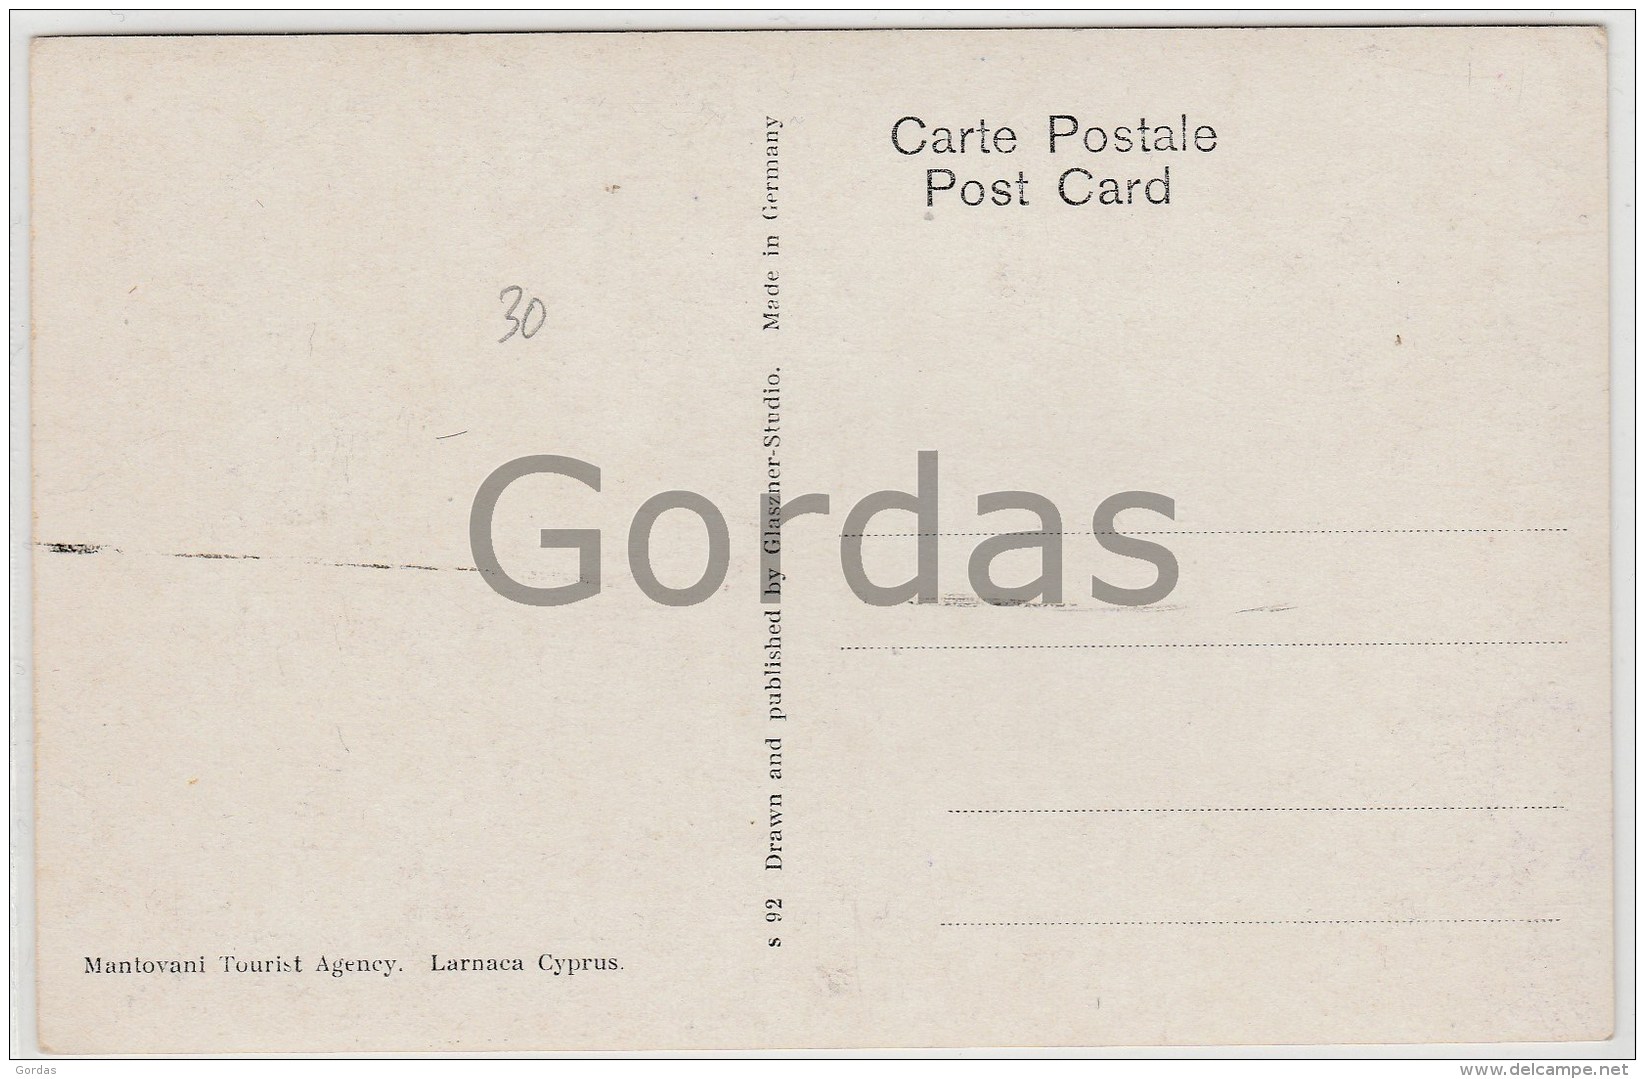 Carte Postale
Post Card
30
s 92 Drawn and published by Glaszner-Studio. Made in Germany
Gordas
Mantovani Tourist Agency. Larnaca Cyprus.
Gordas
www.delcampe.net